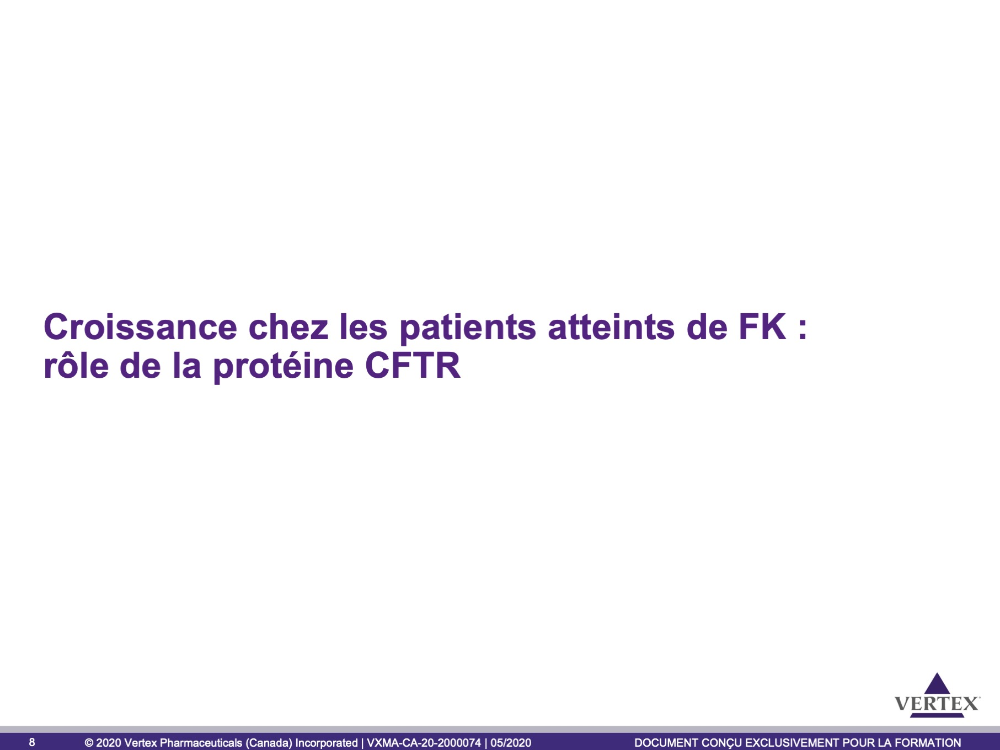 Croissance chez les patients atteints de FK :
rôle de la protéine CFTR
VERTEX
8 © 2020 Vertex Pharmaceuticals (Canada) Incorporated | VXMA-CA-20-2000074 | 05/2020 DOCUMENT CONÇU EXCLUSIVEMENT POUR LA FORMATION